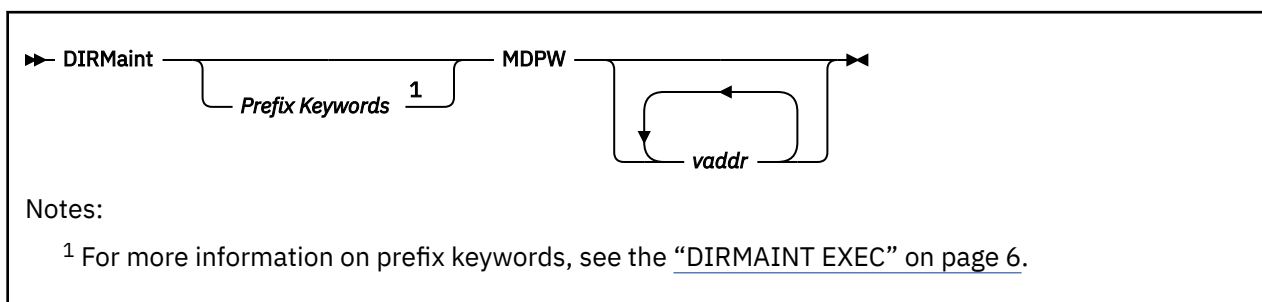 DIRMaint MDPW
Prefix Keywords 1
vaddr
Notes:
1 For more information on prefix keywords, see the “DIRMAINT EXEC” on page 6.